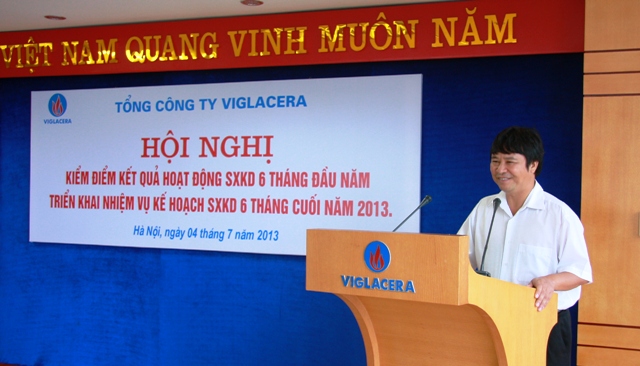 VIỆT NAM QUANG VINH MUÔN NĂM
VIGLACERA
TỔNG CÔNG TY VIGLACERA
HỘI NGHỊ
KIỂM ĐIỂM KẾT QUẢ HOẠT ĐỘNG SXKD 6 THÁNG ĐẦU NĂM
TRIỂN KHAI NHIỆM VỤ KẾ HOẠCH SXKD 6 THÁNG CUỐI NĂM 2013.
Hà Nội, ngày 04 tháng 7 năm 2013
VIGLACERA